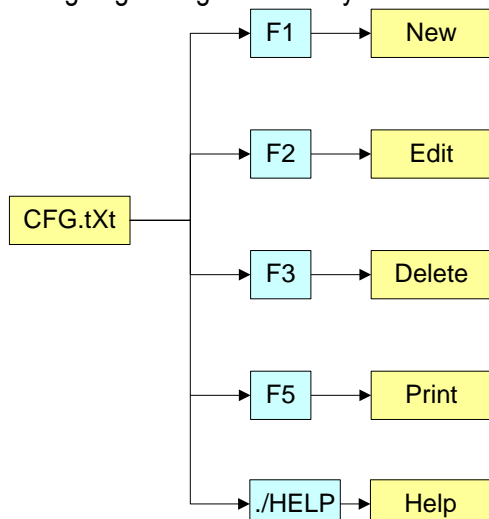 F1 New
F2 Edit
CFG.tXt
F3 Delete
F5 Print
./HELP Help